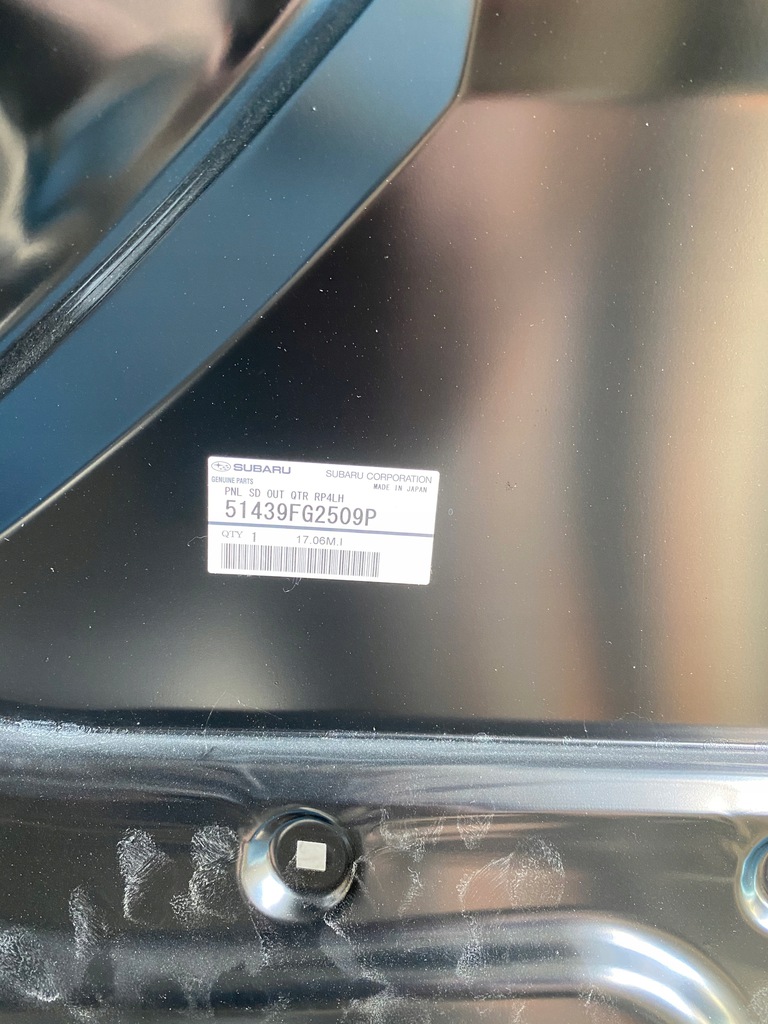 SUBARU SUBARU CORPORATION
GENUINE PARTS MADE IN JAPAN
PNL SD OUT QTR RP4LH
51439FG2509P
QTY 1 17.06M.I